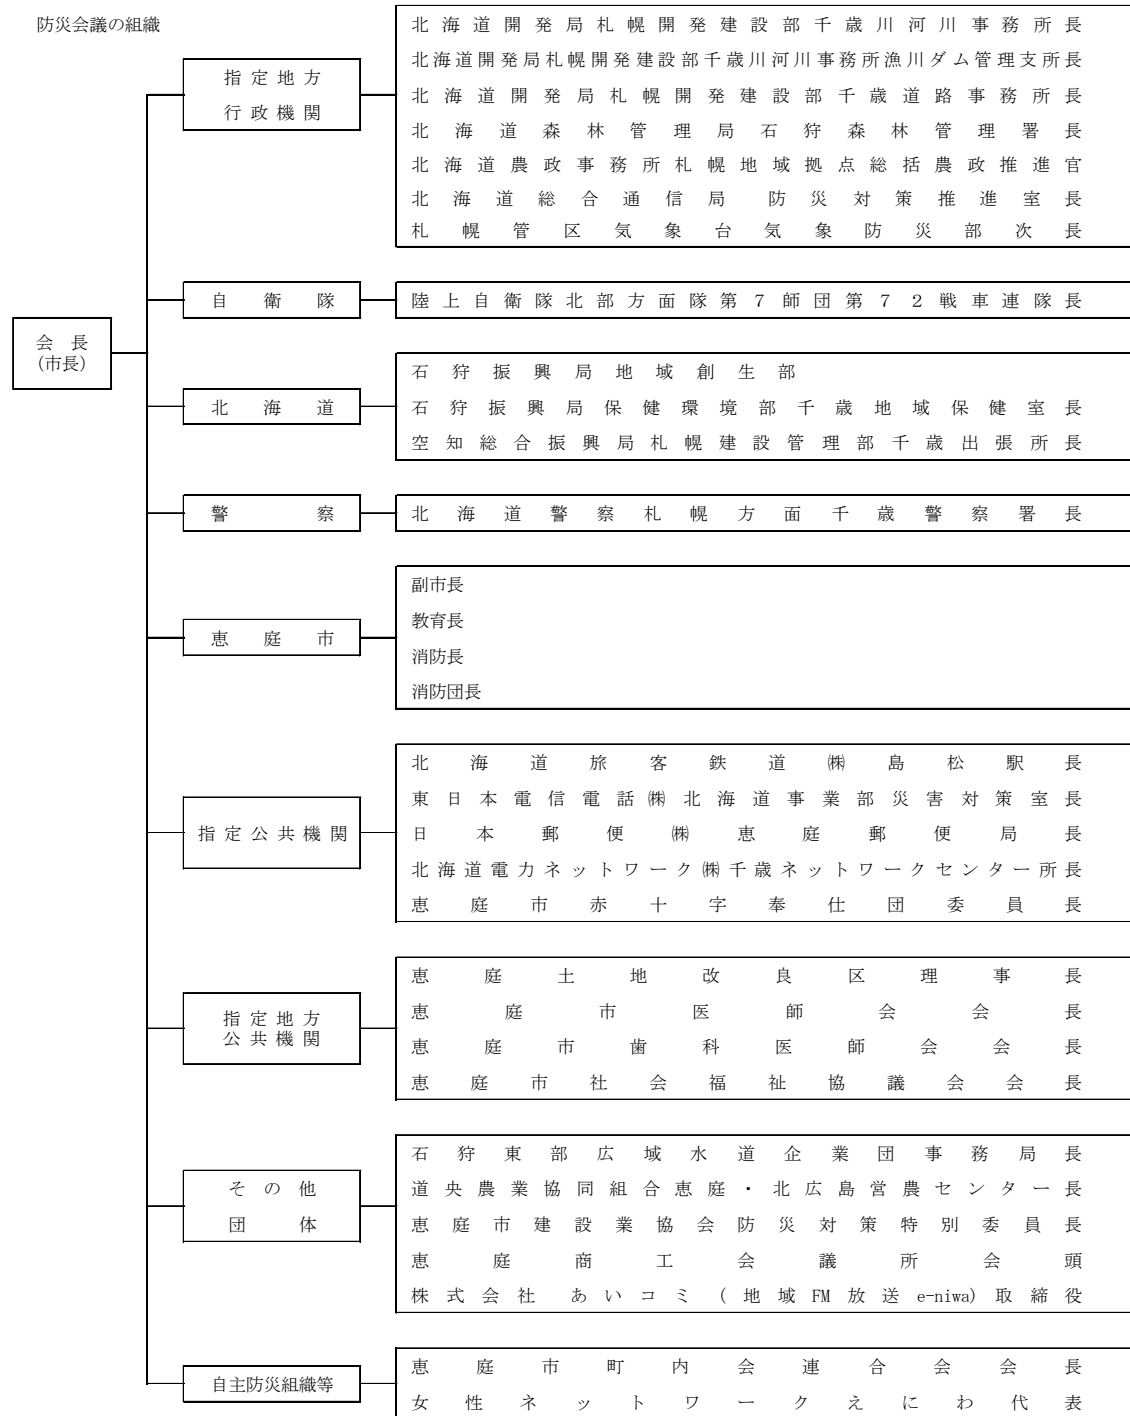 防災会議の組織
会長
(市長)
指定地方
行政機関
北海道開発局札幌開発建設部千歳川河川事務所長
北海道開発局札幌開発建設部千歳川河川事務所漁川ダム管理支所長
北海道開発局札幌開発建設部千歳道路事務所長
北海道森林管理局石狩森林管理署長
北海道農政事務所札幌地域拠点総括農政推進官
北海道総合通信局 防災対策推進室長
札幌管区気象台気象防災部次長
自衛隊
陸上自衛隊北部方面隊第7師団第72戦車連隊長
北海道
石狩振興局地域創生部
石狩振興局保健環境部千歳地域保健室長
空知総合振興局札幌建設管理部千歳出張所長
警察
北海道警察札幌方面千歳警察署長
恵庭市
副市長
教育長
消防長
消防団長
指定公共機関
北海道旅客鉄道㈱島松駅長
東日本電信電話㈱北海道事業部災害対策室長
日本郵便㈱恵庭郵便局長
北海道電力ネットワーク㈱千歳ネットワークセンター所長
恵庭市赤十字奉仕団委員長
指定地方
公共機関
恵庭土地改良区理事長
恵庭市医師会会長
恵庭市歯科医師会会長
恵庭市社会福祉協議会会長
その他
団体
石狩東部広域水道企業団事務局長
道央農業協同組合恵庭・北広島営農センター長
恵庭市建設業協会防災対策特別委員長
恵庭商工会議所会頭
株式会社 あいコミ(地域FM放送e-niwa)取締役
自主防災組織等
恵庭市町内会連合会会長
女性ネットワークえにわ代表